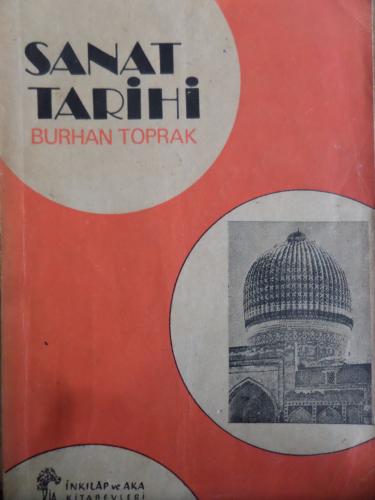 SANAT
TARİHİ
BURHAN TOPRAK
İNKILÂP ve AKA
KİTABEVLERİ